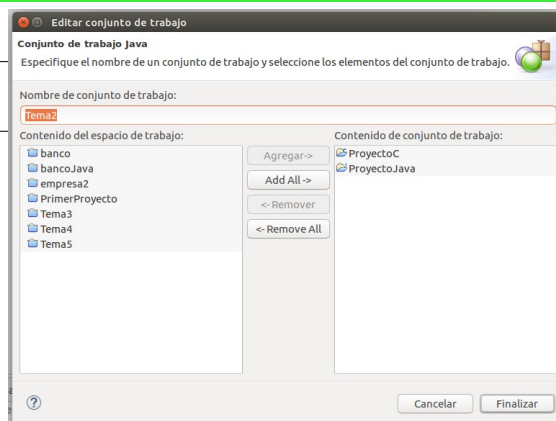 Editar conjunto de trabajo
Conjunto de trabajo Java
Especifique el nombre de un conjunto de trabajo y seleccione los elementos del conjunto de trabajo.
Nombre de conjunto de trabajo:
Tema2
Contenido del espacio de trabajo:
banco
bancoJava
empresa2
PrimerProyecto
Tema3
Tema4
Tema5
Agregar->
Add All ->
<- Remover
<- Remove All
Contenido de conjunto de trabajo:
ProyectoC
ProyectoJava
?
Cancelar
Finalizar